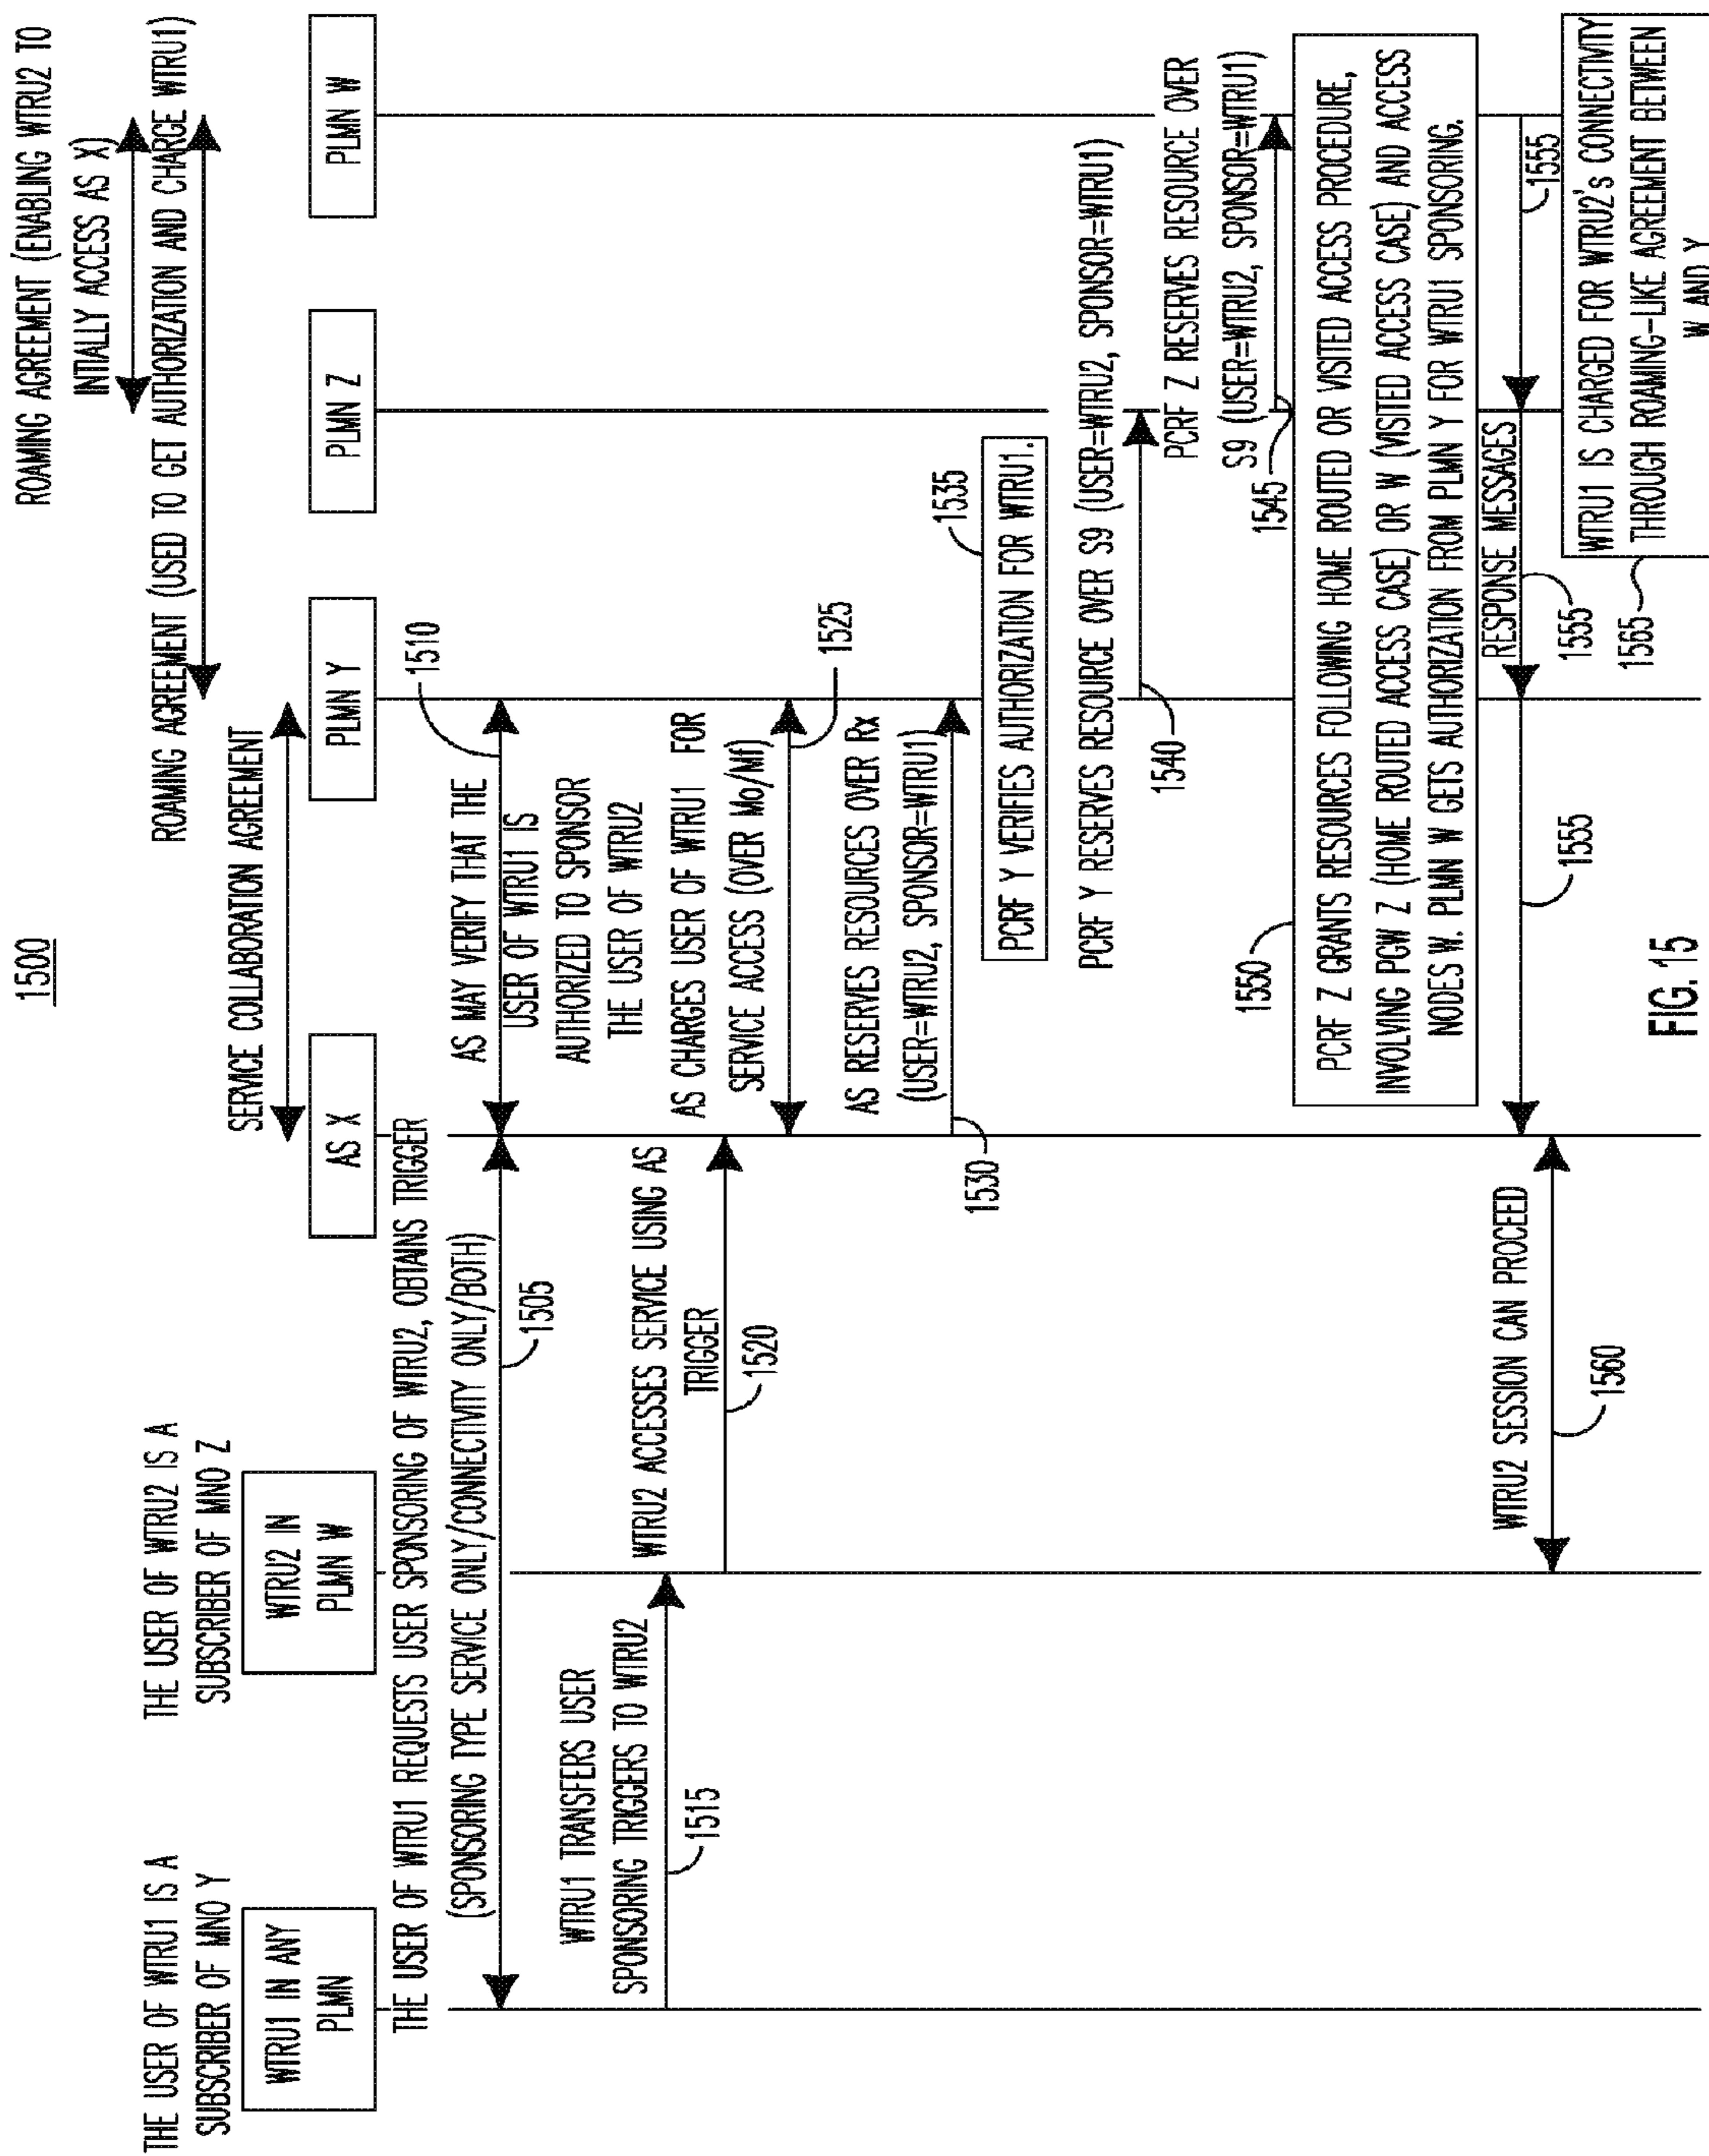 1500
ROAMING AGREEMENT (ENABLING WTRU2 TO
INTIALLY ACCESS AS X)
ROAMING AGREEMENT (USED TO GET AUTHORIZATION AND CHARGE WTRU1)
SERVICE COLLABORATION AGREEMENT
THE USER OF WTRU1 IS A
SUBSCRIBER OF MNO Y
THE USER OF WTRU2 IS A
SUBSCRIBER OF MNO Z
WTRU1 IN ANY
PLMN
WTRU2 IN
PLMN W
AS X
PLMN Y
PLMN Z
PLMN W
THE USER OF WTRU1 REQUESTS USER SPONSORING OF WTRU2, OBTAINS TRIGGER
(SPONSORING TYPE SERVICE ONLY/CONNECTIVITY ONLY/BOTH)
1505
AS MAY VERIFY THAT THE
USER OF WTRU1 IS
AUTHORIZED TO SPONSOR
THE USER OF WTRU2
1510
WTRU1 TRANSFERS USER
SPONSORING TRIGGERS TO WTRU2
1515
WTRU2 ACCESSES SERVICE USING AS
TRIGGER
1520
AS CHARGES USER OF WTRU1 FOR
SERVICE ACCESS (OVER Mo/Mf)
1525
AS RESERVES RESOURCES OVER Rx
(USER=WTRU2, SPONSOR=WTRU1)
1530
PCRF Y VERIFIES AUTHORIZATION FOR WTRU1.
1535
PCRF Y RESERVES RESOURCE OVER S9 (USER=WTRU2, SPONSOR=WTRU1)
1540
PCRF Z RESERVES RESOURCE OVER
S9 (USER=WTRU2, SPONSOR=WTRU1)
1545
1550
PCRF Z GRANTS RESOURCES FOLLOWING HOME ROUTED OR VISITED ACCESS PROCEDURE,
INVOLVING PGW Z (HOME ROUTED ACCESS CASE) OR W (VISITED ACCESS CASE) AND ACCESS
NODES W. PLMN W GETS AUTHORIZATION FROM PLMN Y FOR WTRU1 SPONSORING.
RESPONSE MESSAGES
1555
1555
1555
WTRU2 SESSION CAN PROCEED
1560
1565
WTRU1 IS CHARGED FOR WTRU2's CONNECTIVITY
THROUGH ROAMING-LIKE AGREEMENT BETWEEN
W AND Y
FIG. 15